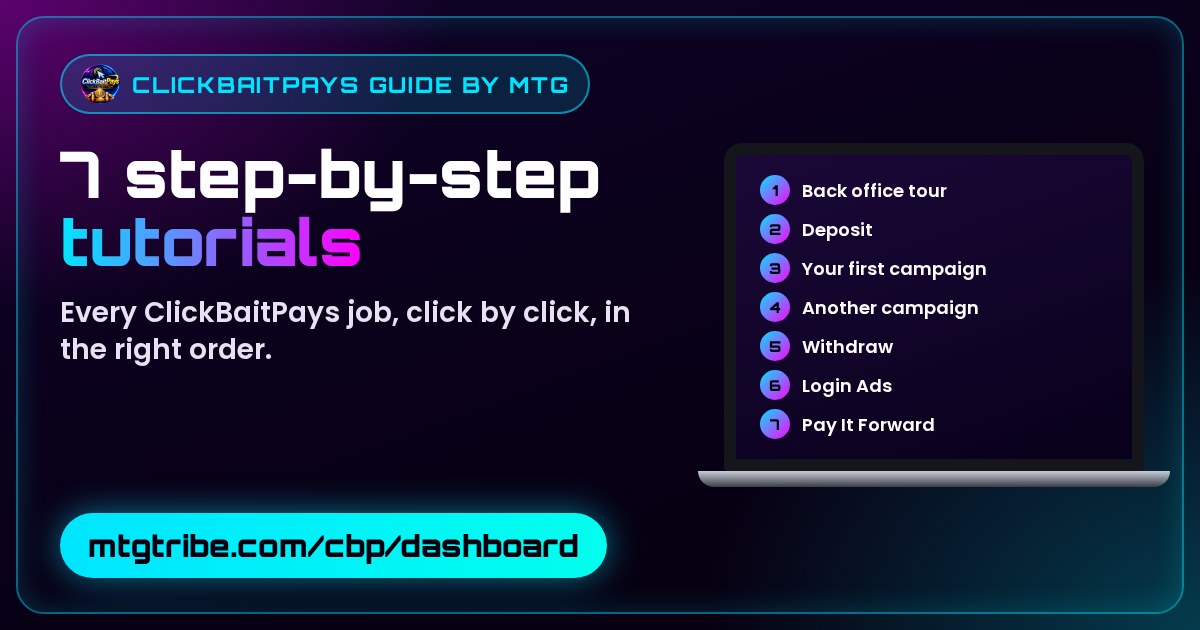 ClickBaitPays
CLICKBAITPAYS GUIDE BY MTG
7 step-by-step
tutorials
Every ClickBaitPays job, click by click, in
the right order.
mtgtribe.com/cbp/dashboard
1 Back office tour
2 Deposit
3 Your first campaign
4 Another campaign
5 Withdraw
6 Login Ads
7 Pay It Forward